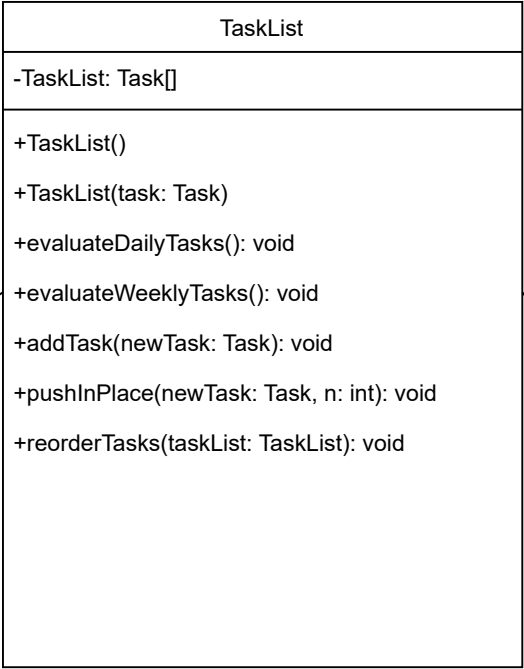 TaskList
-TaskList: Task[]
+TaskList()
+TaskList(task: Task)
+evaluateDailyTasks(): void
+evaluateWeeklyTasks(): void
+addTask(newTask: Task): void
+pushInPlace(newTask: Task, n: int): void
+reorderTasks(taskList: TaskList): void